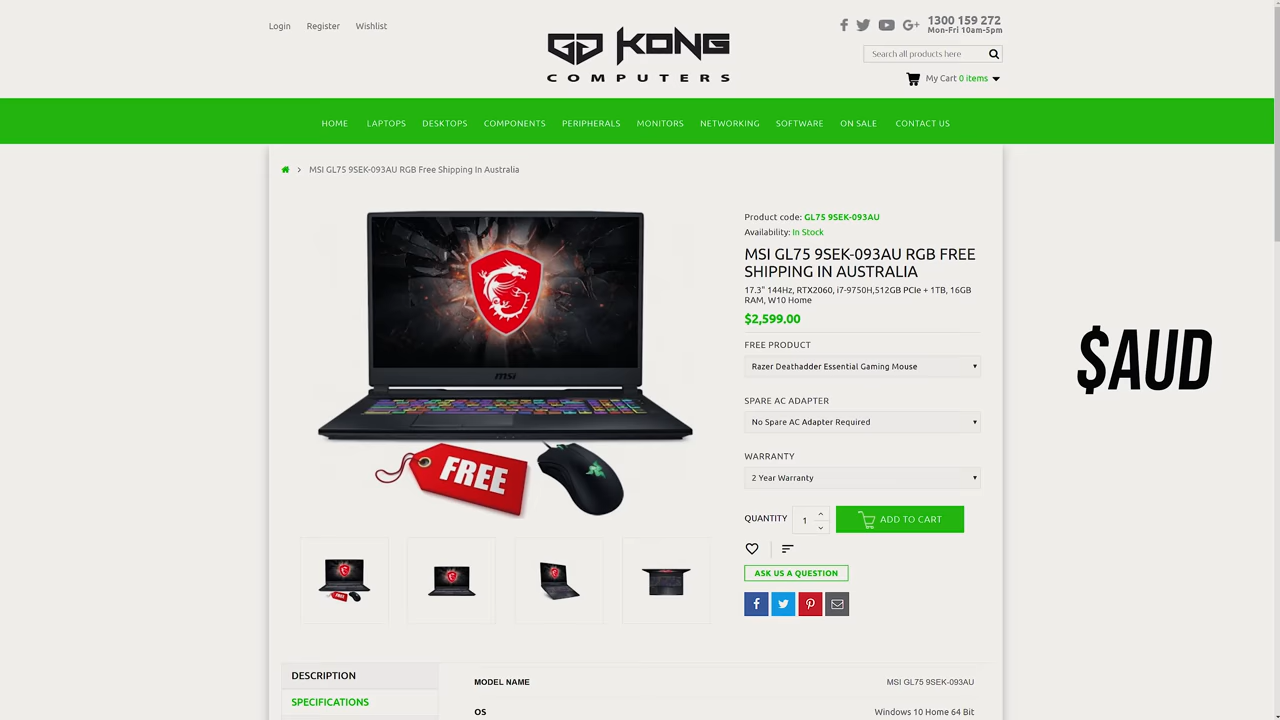 Login Register Wishlist
GG KONG
COMPUTERS
1300 159 272
Mon-Fri 10am-5pm
Search all products here
My Cart 0 items
HOME LAPTOPS DESKTOPS COMPONENTS PERIPHERALS MONITORS NETWORKING SOFTWARE ON SALE CONTACT US
MSI GL75 9SEK-093AU RGB Free Shipping In Australia
msi
FREE
Product code: GL75 9SEK-093AU
Availability: In Stock
MSI GL75 9SEK-093AU RGB FREE
SHIPPING IN AUSTRALIA
17.3" 144Hz, RTX2060, i7-9750H,512GB PCIe + 1TB, 16GB
RAM, W10 Home
$2,599.00
FREE PRODUCT
Razer Deathadder Essential Gaming Mouse
SPARE AC ADAPTER
No Spare AC Adapter Required
WARRANTY
2 Year Warranty
QUANTITY 1 ADD TO CART
ASK US A QUESTION
$AUD
DESCRIPTION
SPECIFICATIONS
MODEL NAME MSI GL75 9SEK-093AU
OS Windows 10 Home 64 Bit